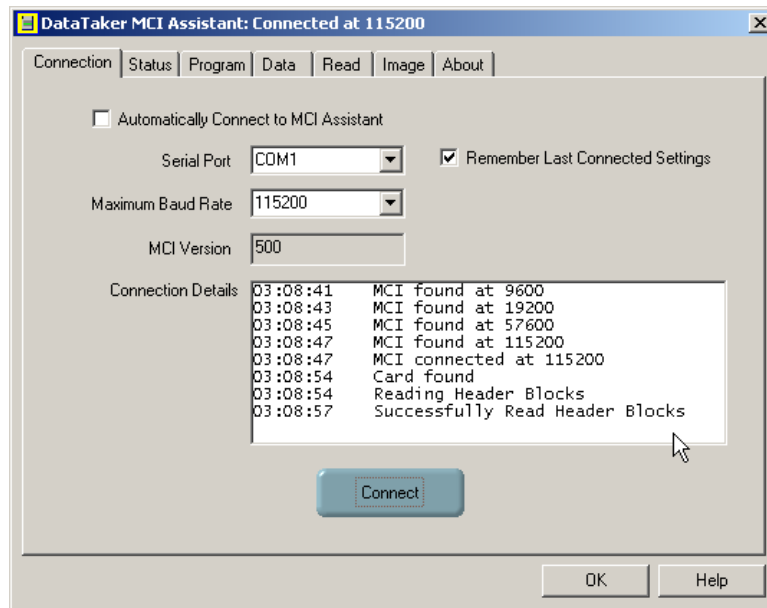 DataTaker MCI Assistant: Connected at 115200
Connection Status Program Data Read Image About
Automatically Connect to MCI Assistant
Serial Port COM1 Remember Last Connected Settings
Maximum Baud Rate 115200
MCI Version 500
Connection Details 03:08:41 MCI found at 9600
03:08:43 MCI found at 19200
03:08:45 MCI found at 57600
03:08:47 MCI found at 115200
03:08:47 MCI connected at 115200
03:08:54 Card found
03:08:54 Reading Header Blocks
03:08:57 Successfully Read Header Blocks
Connect
OK Help